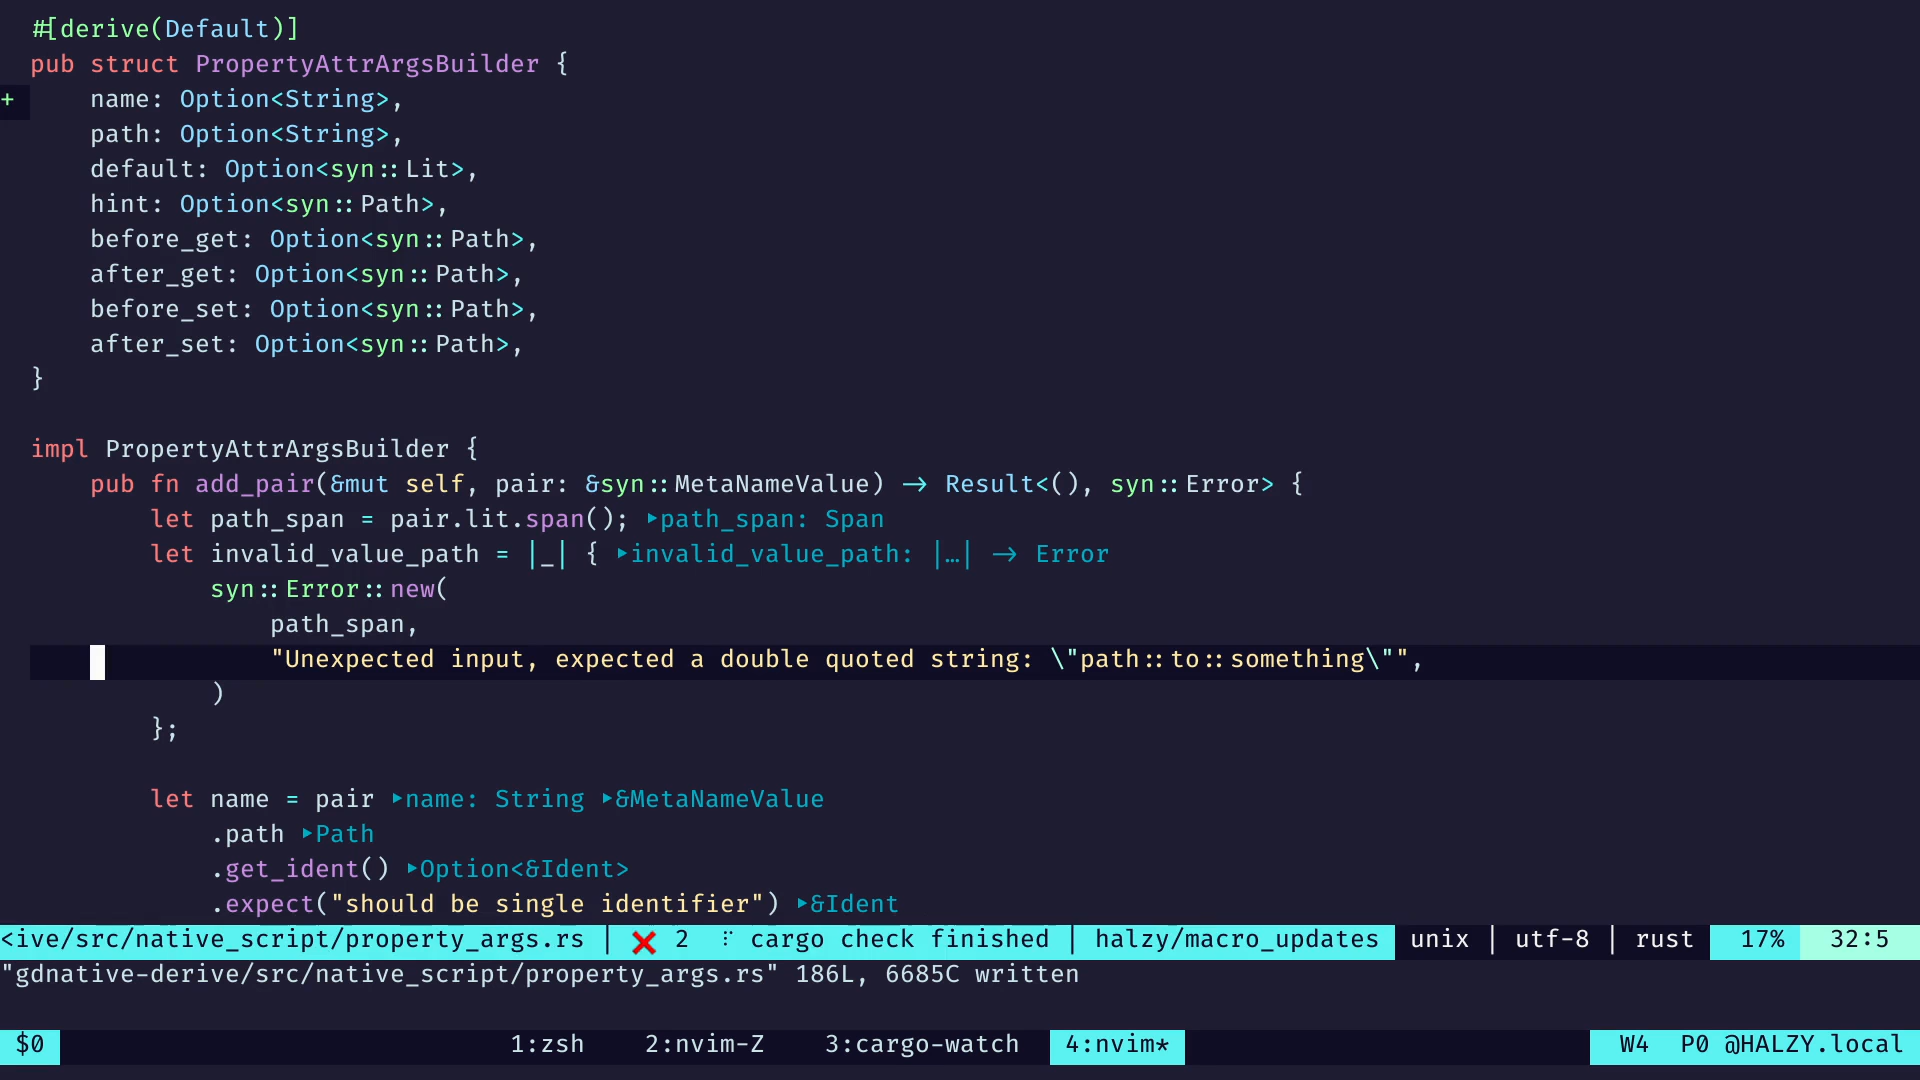 #[derive(Default)]
pub struct PropertyAttrArgsBuilder {
+ name: Option<String>,
path: Option<String>,
default: Option<syn::Lit>,
hint: Option<syn::Path>,
before_get: Option<syn::Path>,
after_get: Option<syn::Path>,
before_set: Option<syn::Path>,
after_set: Option<syn::Path>,
}
impl PropertyAttrArgsBuilder {
pub fn add_pair(&mut self, pair: &syn::MetaNameValue) -> Result<(), syn::Error> {
let path_span = pair.lit.span(); ‣path_span: Span
let invalid_value_path = |_| { ‣invalid_value_path: |…| -> Error
syn::Error::new(
path_span,
"Unexpected input, expected a double quoted string: \"path::to::something\"",
)
};
let name = pair ‣name: String ‣&MetaNameValue
.path ‣Path
.get_ident() ‣Option<&Ident>
.expect("should be single identifier") ‣&Ident
<ive/src/native_script/property_args.rs | ❌ 2 ⠏ cargo check finished | halzy/macro_updates unix | utf-8 | rust 17% 32:5
"gdnative-derive/src/native_script/property_args.rs" 186L, 6685C written
$0 1:zsh 2:nvim-Z 3:cargo-watch 4:nvim* W4 P0 @HALZY.local